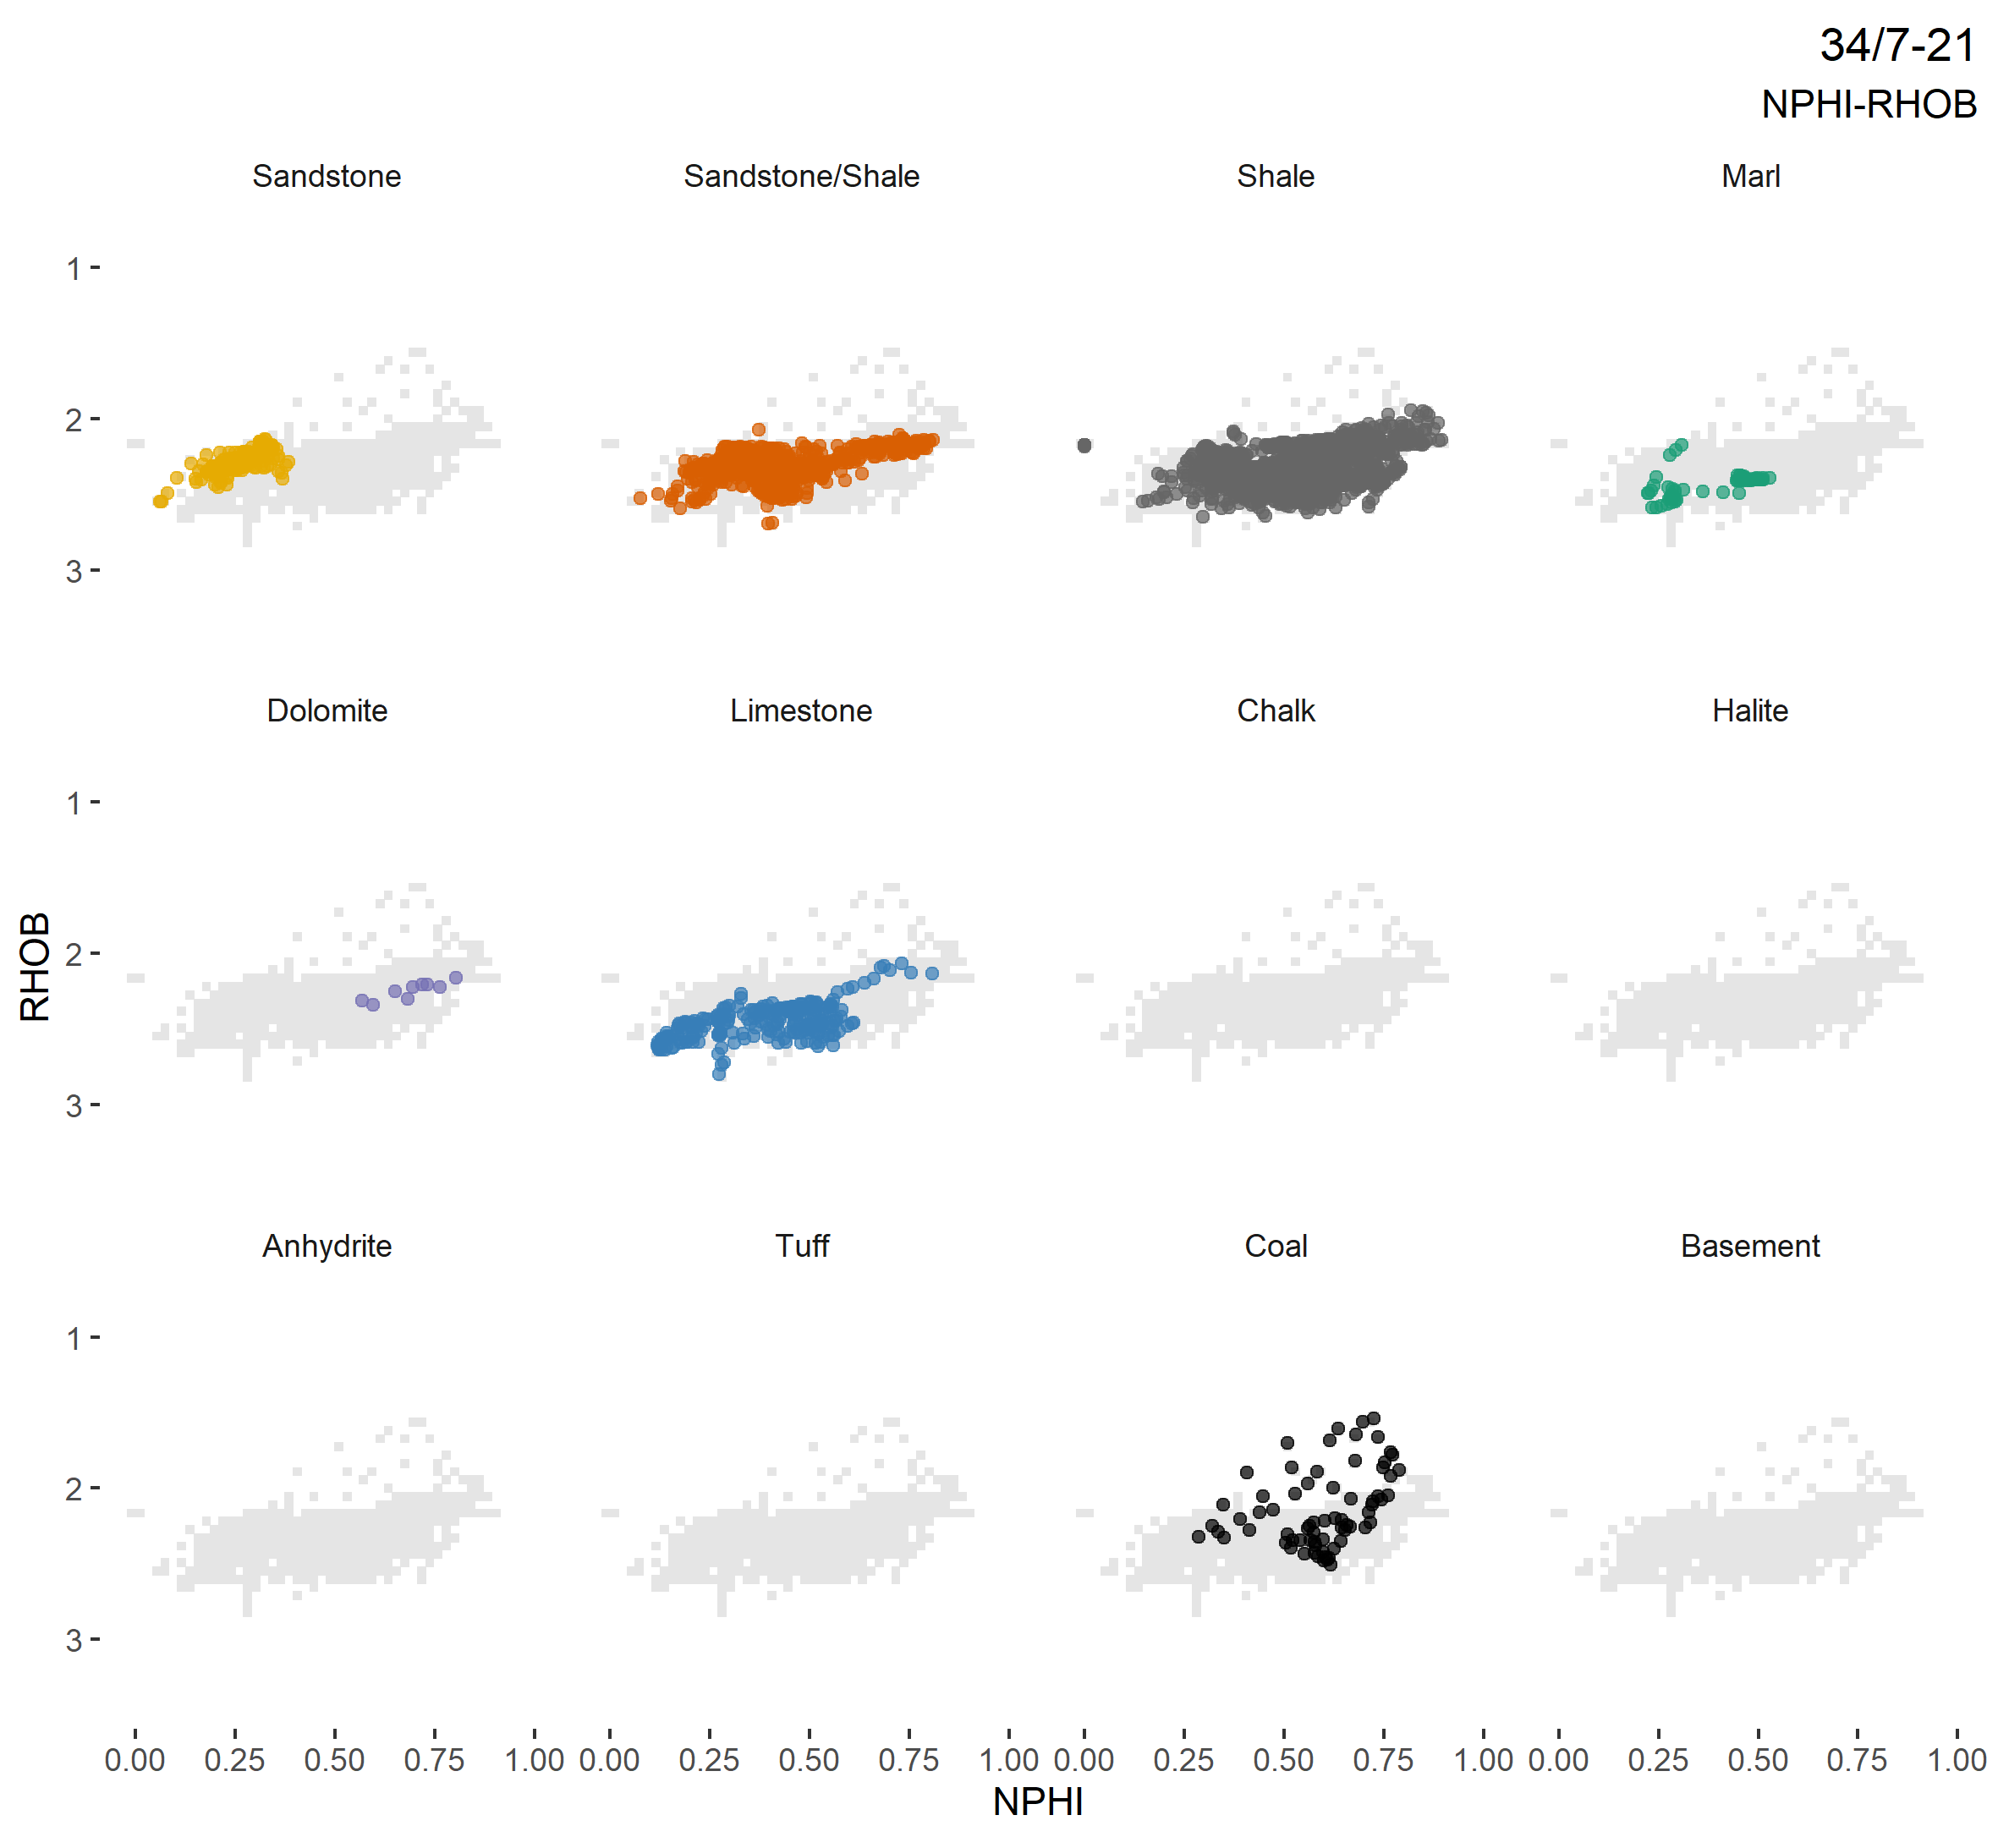 34/7-21
NPHI-RHOB
Sandstone Sandstone/Shale Shale Marl
1
2
3
Dolomite Limestone Chalk Halite
1
2
3
RHOB
Anhydrite Tuff Coal Basement
1
2
3
0.00 0.25 0.50 0.75 1.00 0.00 0.25 0.50 0.75 1.00 0.00 0.25 0.50 0.75 1.00 0.00 0.25 0.50 0.75 1.00
NPHI